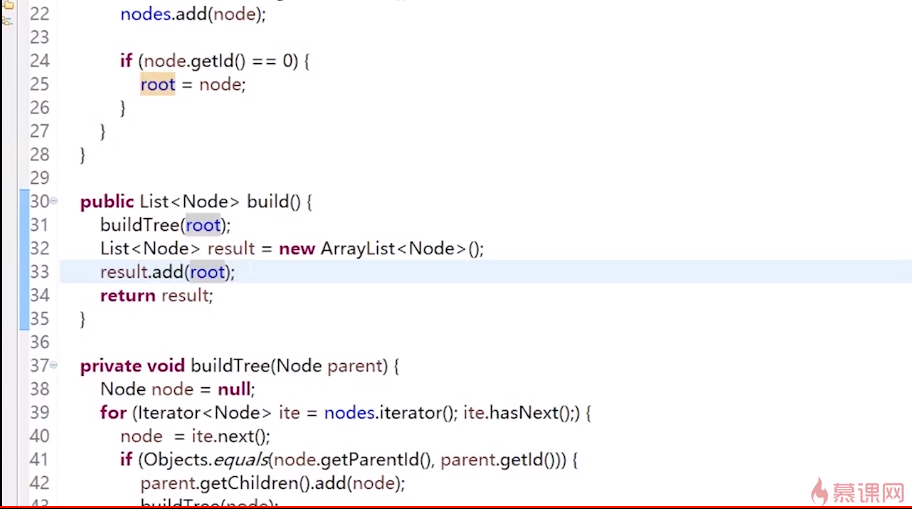 22 nodes.add(node);
23
24 if (node.getId() == 0) {
25 root = node;
26 }
27 }
28 }
29
30 public List<Node> build() {
31 buildTree(root);
32 List<Node> result = new ArrayList<Node>();
33 result.add(root);
34 return result;
35 }
36
37 private void buildTree(Node parent) {
38 Node node = null;
39 for (Iterator<Node> ite = nodes.iterator(); ite.hasNext();) {
40 node = ite.next();
41 if (Objects.equals(node.getParentId(), parent.getId())) {
42 parent.getChildren().add(node);
43 buildTree(node);
慕课网